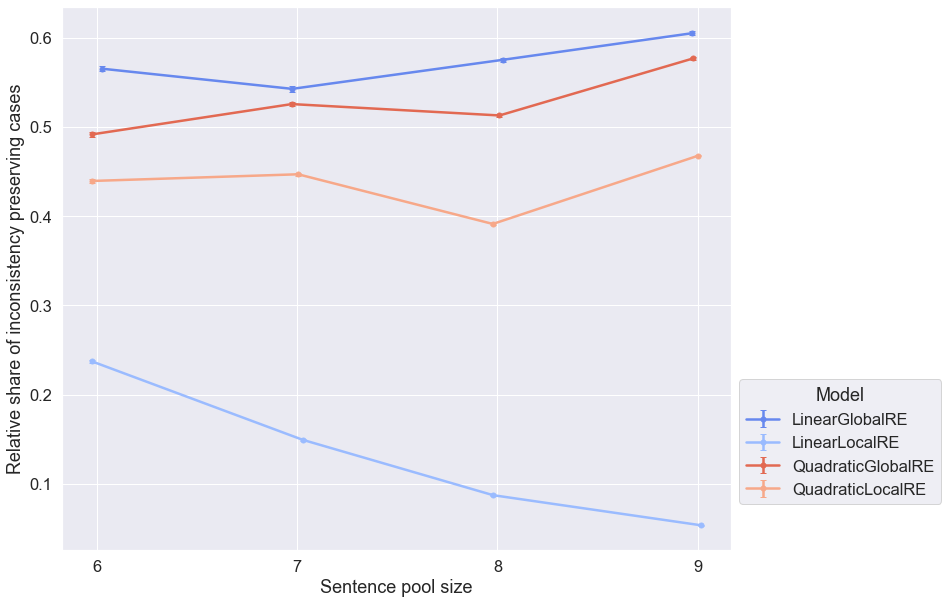 0.6
0.5
0.4
0.3
0.2
0.1
Relative share of inconsistency preserving cases
6 7 8 9
Sentence pool size
Model
LinearGlobalRE
LinearLocalRE
QuadraticGlobalRE
QuadraticLocalRE